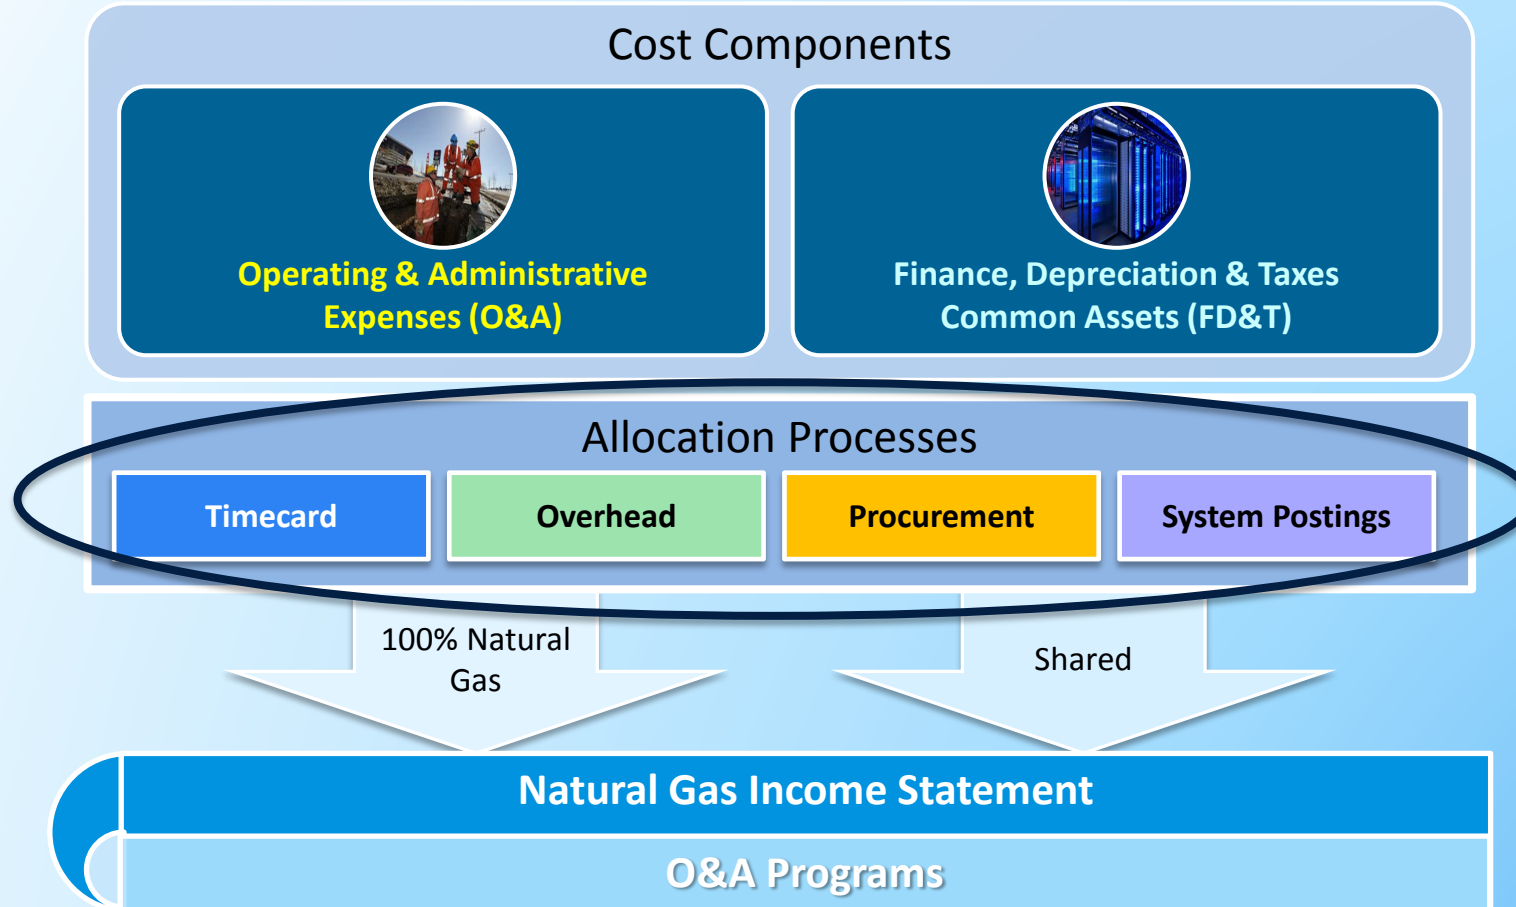 Cost Components
Operating & Administrative
Expenses (O&A)
Finance, Depreciation & Taxes
Common Assets (FD&T)
Allocation Processes
Timecard
Overhead
Procurement
System Postings
100% Natural
Gas
Shared
Natural Gas Income Statement
O&A Programs